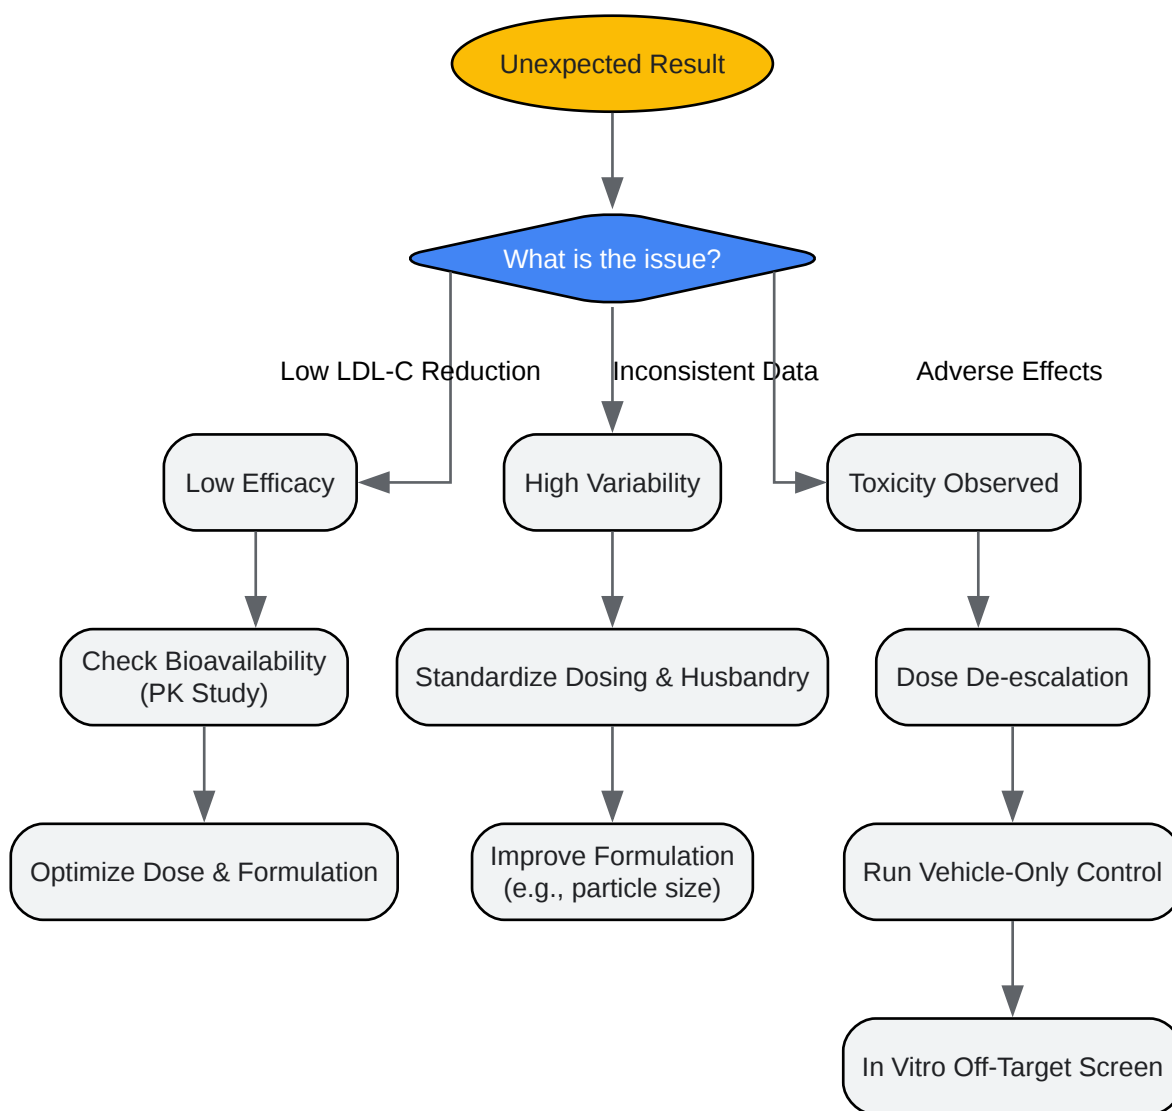 Unexpected Result
What is the issue?
Low LDL-C Reduction
Inconsistent Data
Adverse Effects
Low Efficacy
High Variability
Toxicity Observed
Check Bioavailability
(PK Study)
Standardize Dosing & Husbandry
Dose De-escalation
Optimize Dose & Formulation
Improve Formulation
(e.g., particle size)
Run Vehicle-Only Control
In Vitro Off-Target Screen